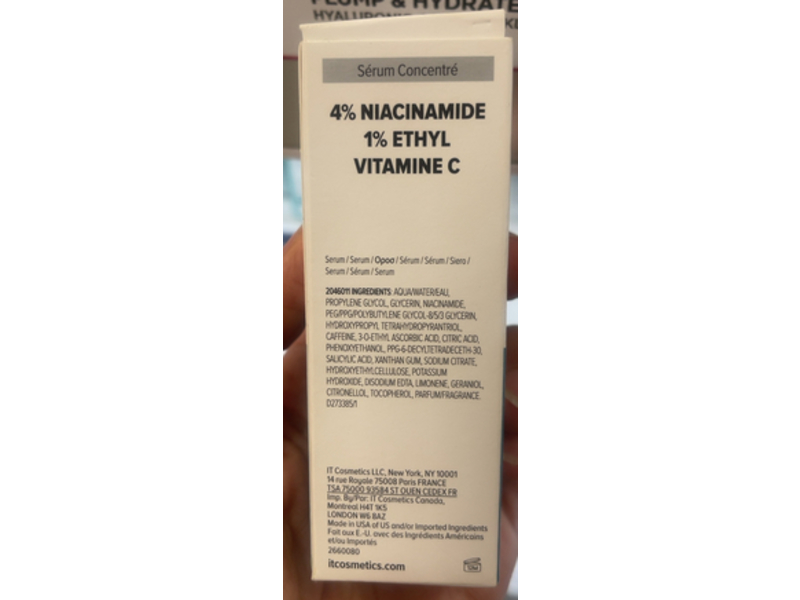 PLUMP & HYDRATE
HYALURONIC
Sérum Concentré
4% NIACINAMIDE
1% ETHYL
VITAMINE C
Serum / Serum / Ορος / Sérum / Sérum / Siero /
Serum / Sérum / Serum
2046011 INGREDIENTS: AQUA/WATER/EAU,
PROPYLENE GLYCOL, GLYCERIN, NIACINAMIDE,
PEG/PPG/POLYBUTYLENE GLYCOL-8/5/3 GLYCERIN,
HYDROXYPROPYL TETRAHYDROPYRANTRIOL,
CAFFEINE, 3-O-ETHYL ASCORBIC ACID, CITRIC ACID,
PHENOXYETHANOL, PPG-6-DECYLTETRADECETH-30,
SALICYLIC ACID, XANTHAN GUM, SODIUM CITRATE,
HYDROXYETHYLCELLULOSE, POTASSIUM
HYDROXIDE, DISODIUM EDTA, LIMONENE, GERANIOL,
CITRONELLOL, TOCOPHEROL, PARFUM/FRAGRANCE
D273385/1
IT Cosmetics LLC, New York, NY 10001
14 rue Royale 75008 Paris FRANCE
TSA 75000 93584 ST OUEN CEDEX FR
Imp. By/Par: IT Cosmetics Canada,
Montreal H4T 1K5
LONDON W6 8AZ
Made in USA of US and/or Imported Ingredients
Fait aux E.-U. avec des Ingrédients Américains
et/ou Importés
2660080
itcosmetics.com
12M